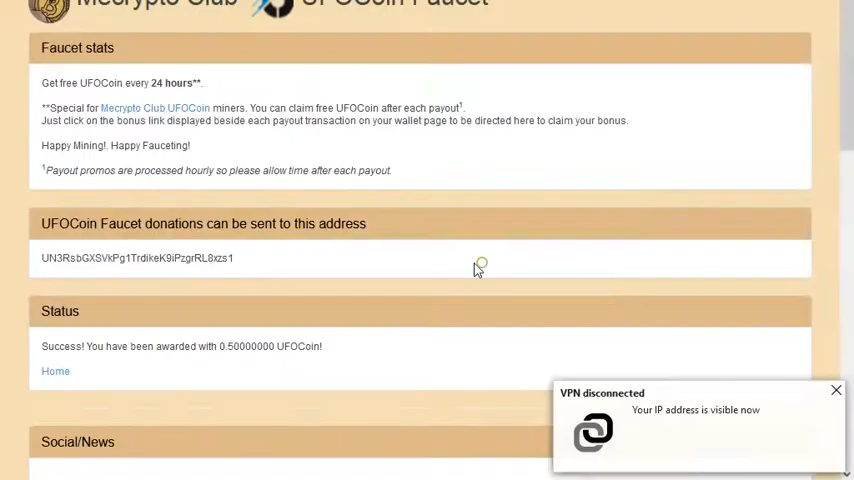 Mecrypto Club UFOCoin Faucet
Faucet stats
Get free UFOCoin every 24 hours**.
**Special for Mecrypto Club UFOCoin miners. You can claim free UFOCoin after each payout¹.
Just click on the bonus link displayed beside each payout transaction on your wallet page to be directed here to claim your bonus.
Happy Mining!. Happy Fauceting!
¹Payout promos are processed hourly so please allow time after each payout.
UFOCoin Faucet donations can be sent to this address
UN3RsbGXSVkPg1TrdikeK9iPzgrRL8xzs1
Status
Success! You have been awarded with 0.50000000 UFOCoin!
Home
VPN disconnected
Your IP address is visible now
Social/News